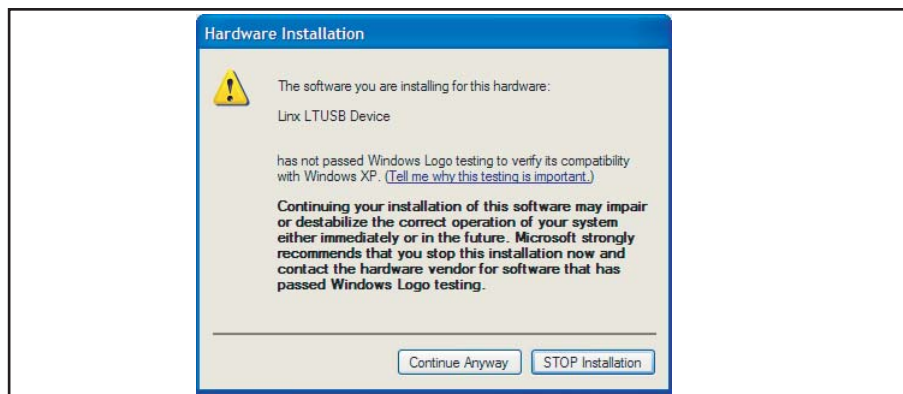 Hardware Installation
The software you are installing for this hardware:
Linx LTUSB Device
has not passed Windows Logo testing to verify its compatibility
with Windows XP. (Tell me why this testing is important.)
Continuing your installation of this software may impair
or destabilize the correct operation of your system
either immediately or in the future. Microsoft strongly
recommends that you stop this installation now and
contact the hardware vendor for software that has
passed Windows Logo testing.
Continue Anyway
STOP Installation